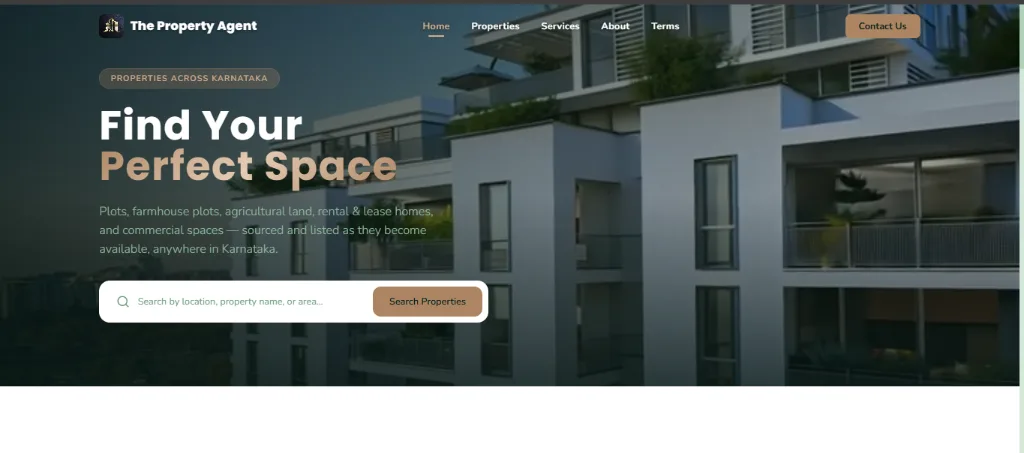 The Property Agent
Home
Properties
Services
About
Terms
Contact Us
PROPERTIES ACROSS KARNATAKA
Find Your
Perfect Space
Plots, farmhouse plots, agricultural land, rental & lease homes,
and commercial spaces — sourced and listed as they become
available, anywhere in Karnataka.
Search by location, property name, or area...
Search Properties